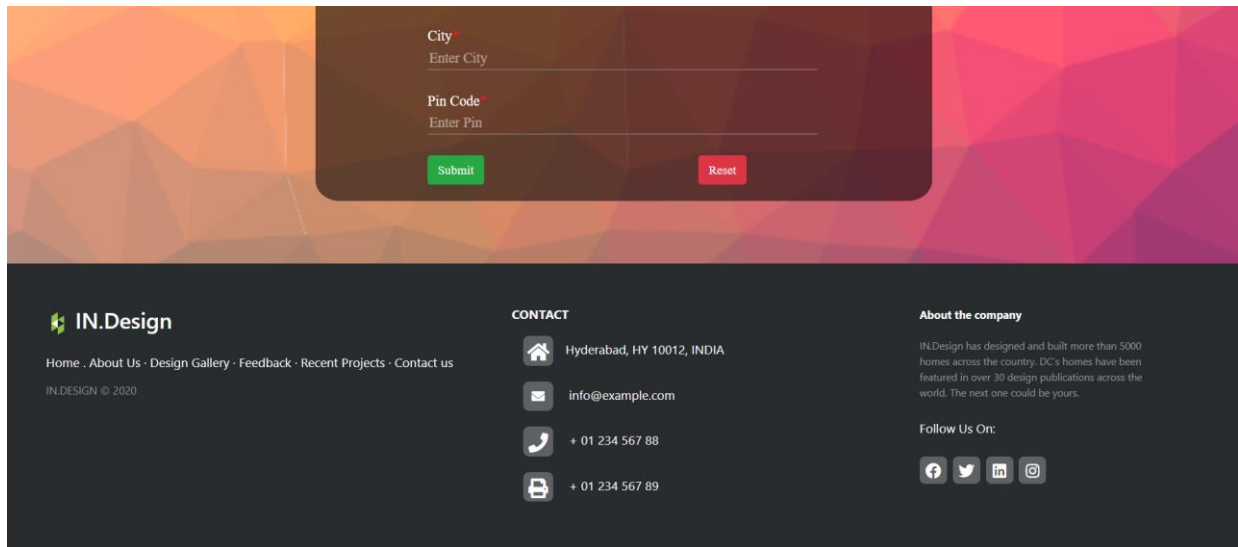 City*
Enter City
Pin Code*
Enter Pin
Submit
Reset
IN.Design
Home . About Us · Design Gallery · Feedback · Recent Projects · Contact us
IN.DESIGN © 2020
CONTACT
Hyderabad, HY 10012, INDIA
info@example.com
+ 01 234 567 88
+ 01 234 567 89
About the company
IN.Design has designed and built more than 5000
homes across the country. DC's homes have been
featured in over 30 design publications across the
world. The next one could be yours.
Follow Us On: